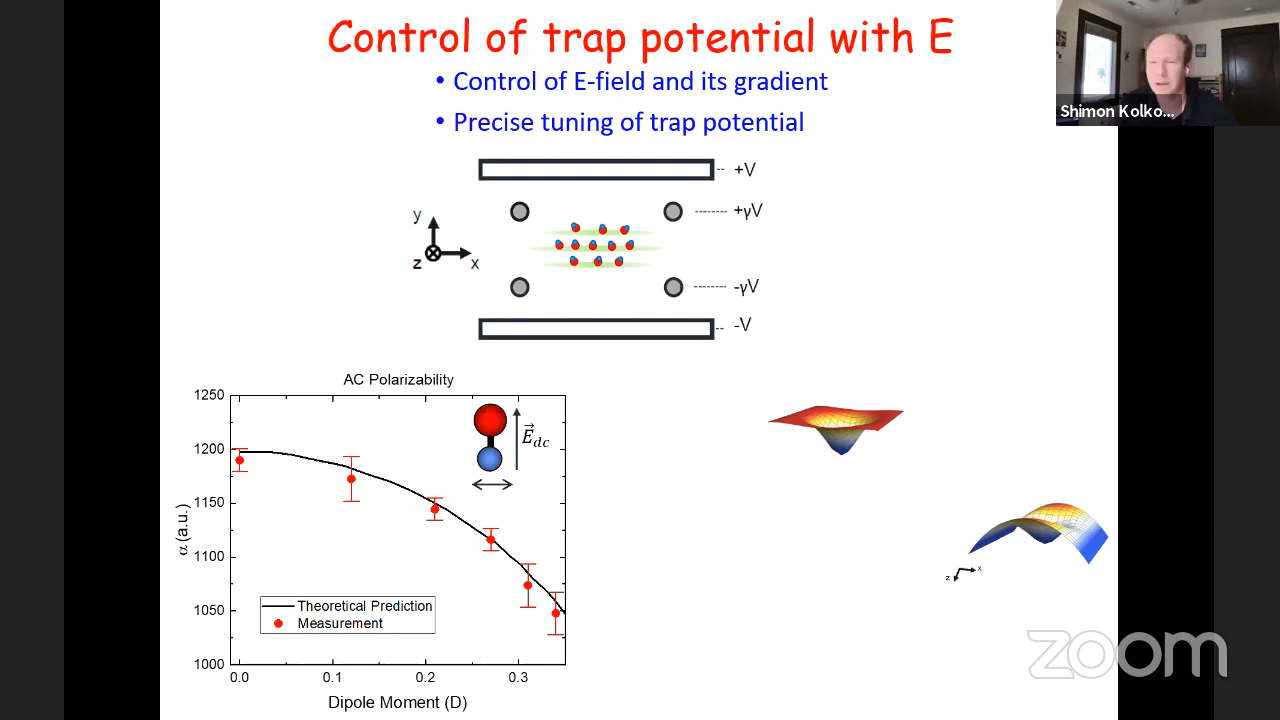 Control of trap potential with E
• Control of E-field and its gradient
• Precise tuning of trap potential
Shimon Kolko...
+V
+γV
-γV
-V
y
z
x
AC Polarizability
1250
1200
1150
1100
1050
1000
α (a.u.)
E⃗dc
Theoretical Prediction
Measurement
0.0
0.1
0.2
0.3
Dipole Moment (D)
z
x
zoom